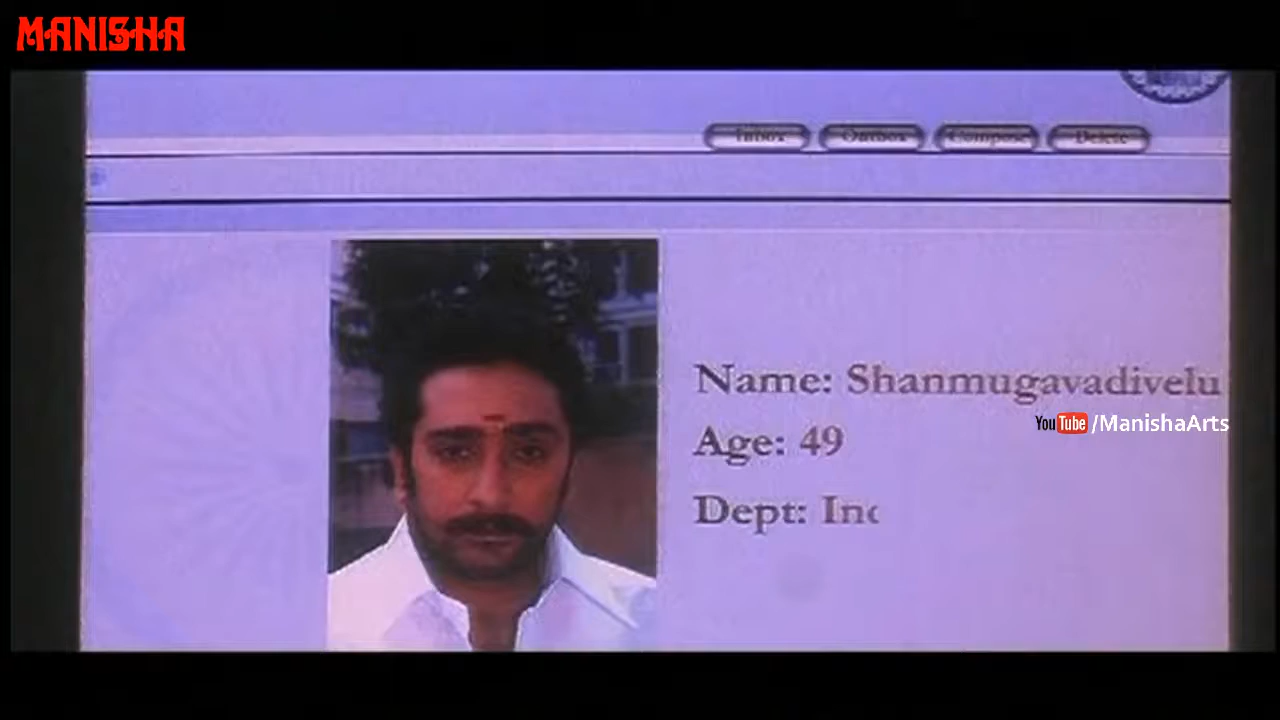 MANISHA
Inbox Outbox Compose Delete
Name: Shanmugavadivelu
YouTube /ManishaArts
Age: 49
Dept: Inc